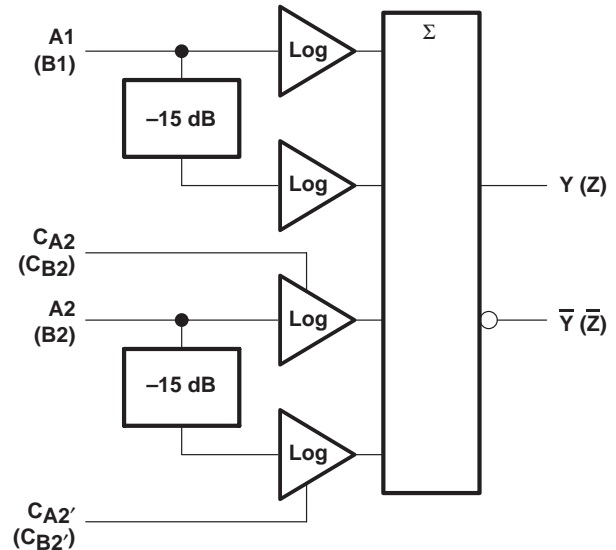 A1
(B1)
Log
Σ
–15 dB
Log
Y (Z)
CA2
(CB2)
A2
(B2)
Log
Y̅ (Z̅)
–15 dB
Log
CA2′
(CB2′)